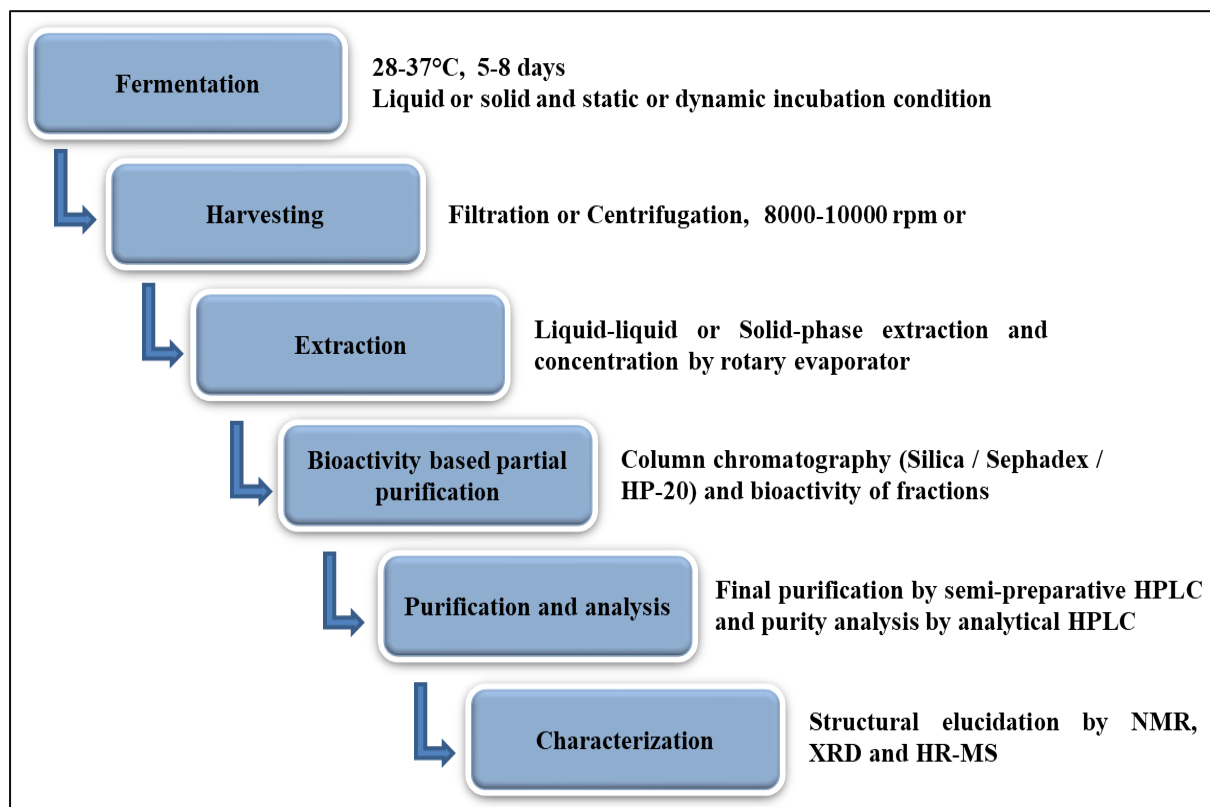 Fermentation
28-37°C, 5-8 days
Liquid or solid and static or dynamic incubation condition
Harvesting
Filtration or Centrifugation, 8000-10000 rpm or
Extraction
Liquid-liquid or Solid-phase extraction and
concentration by rotary evaporator
Bioactivity based partial
purification
Column chromatography (Silica / Sephadex /
HP-20) and bioactivity of fractions
Purification and analysis
Final purification by semi-preparative HPLC
and purity analysis by analytical HPLC
Characterization
Structural elucidation by NMR,
XRD and HR-MS